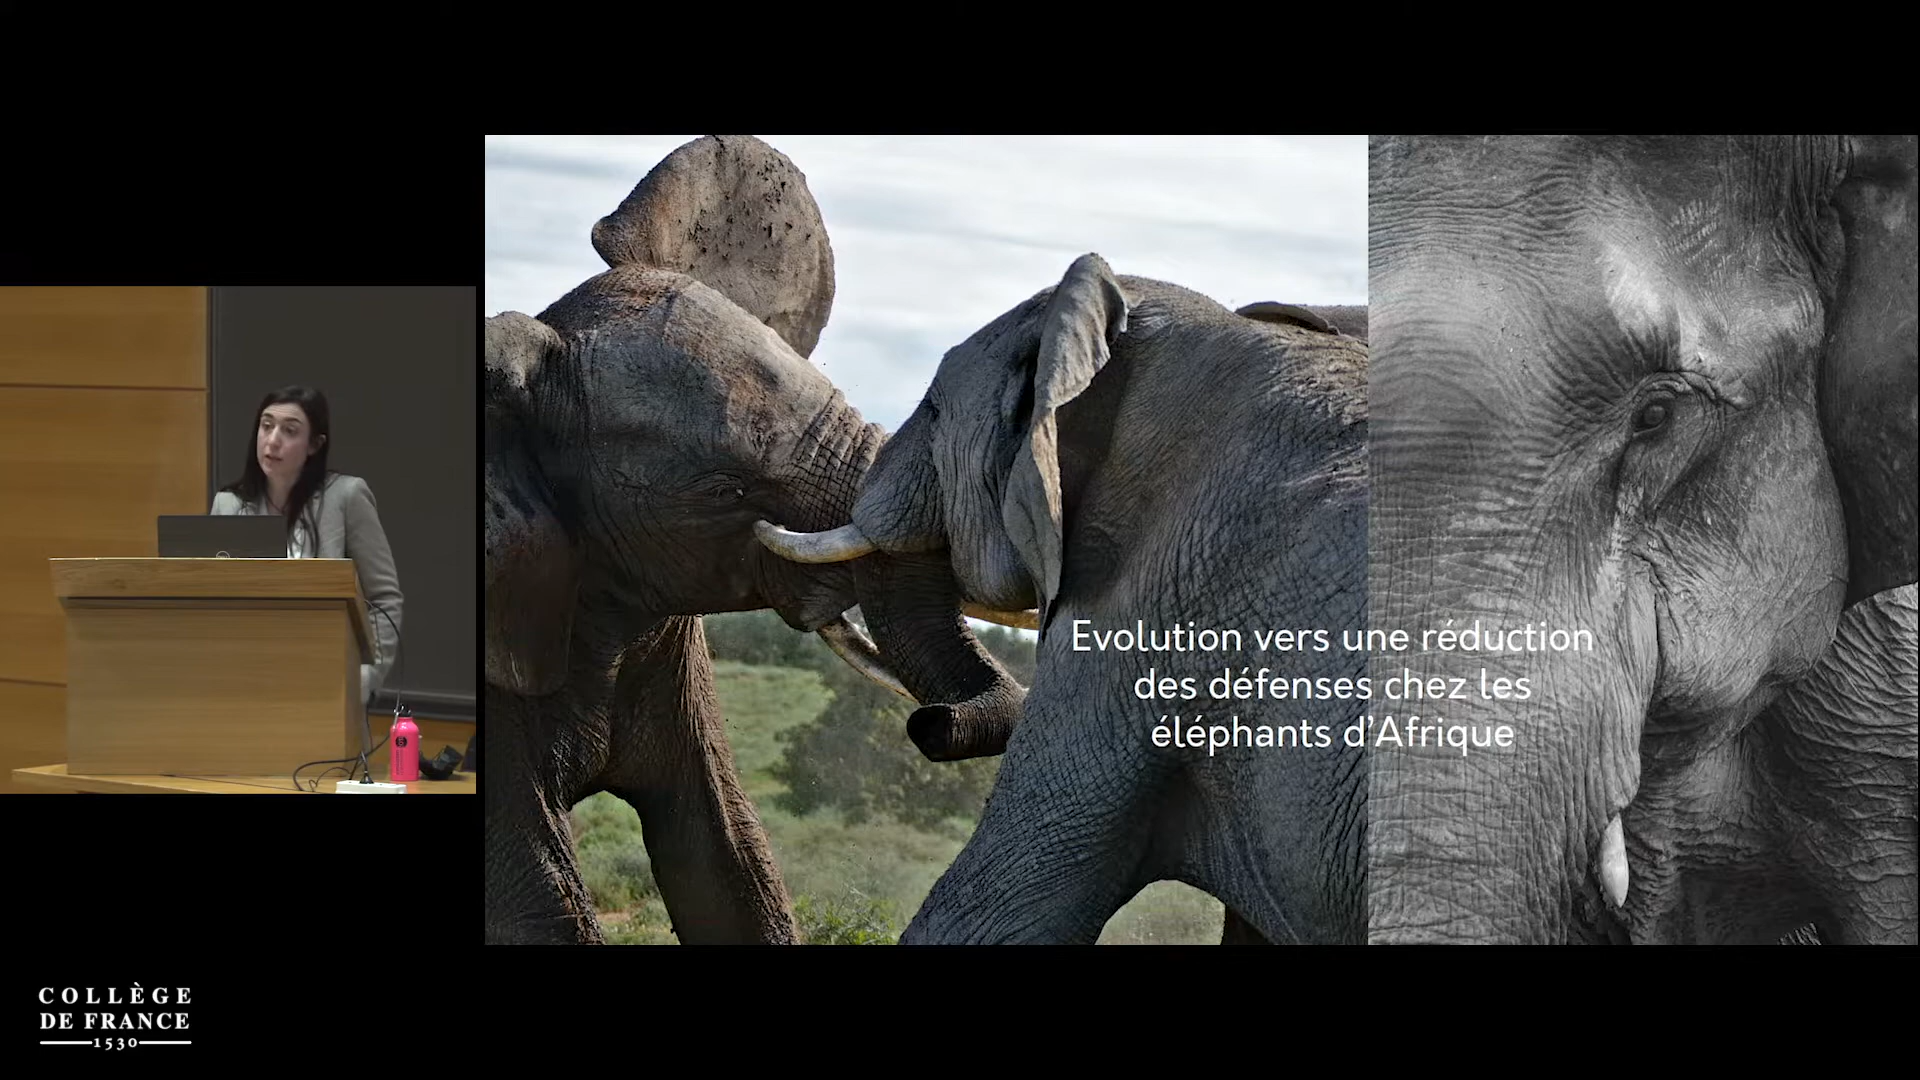 Evolution vers une réduction
des défenses chez les
éléphants d’Afrique
COLLÈGE
DE FRANCE
1530